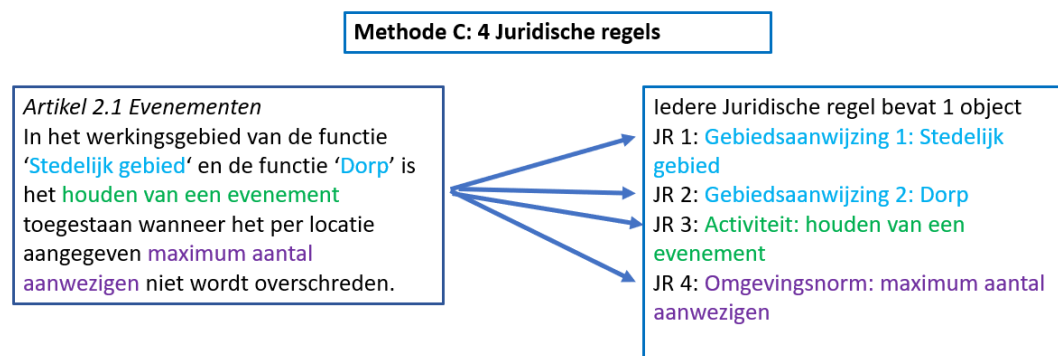 Methode C: 4 Juridische regels
Artikel 2.1 Evenementen
In het werkingsgebied van de functie
‘Stedelijk gebied‘ en de functie ‘Dorp’ is
het houden van een evenement
toegestaan wanneer het per locatie
aangegeven maximum aantal
aanwezigen niet wordt overschreden.
Iedere Juridische regel bevat 1 object
JR 1: Gebiedsaanwijzing 1: Stedelijk
gebied
JR 2: Gebiedsaanwijzing 2: Dorp
JR 3: Activiteit: houden van een
evenement
JR 4: Omgevingsnorm: maximum aantal
aanwezigen